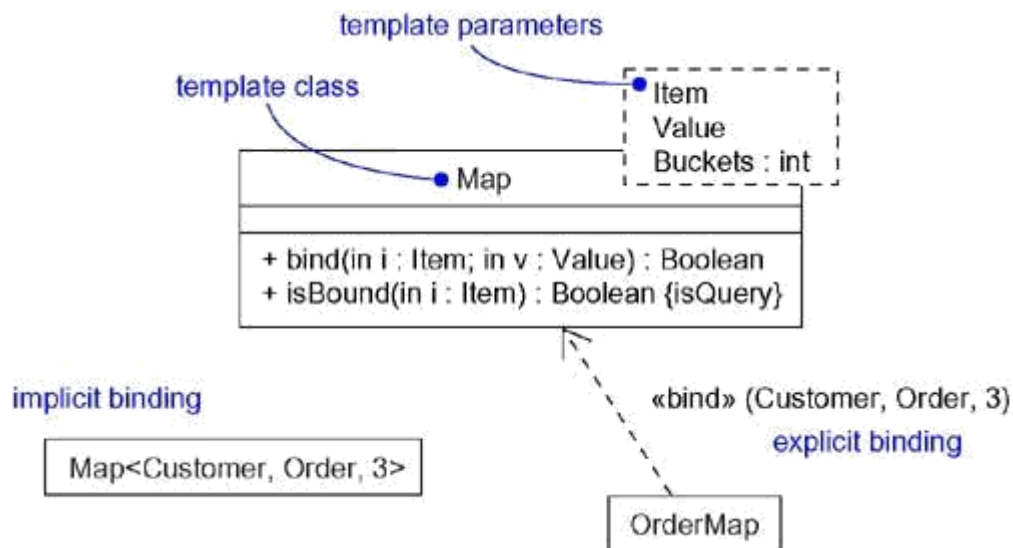 template parameters
template class
Item
Value
Buckets : int
Map
+ bind(in i : Item; in v : Value) : Boolean
+ isBound(in i : Item) : Boolean {isQuery}
implicit binding
«bind» (Customer, Order, 3)
explicit binding
Map<Customer, Order, 3>
OrderMap